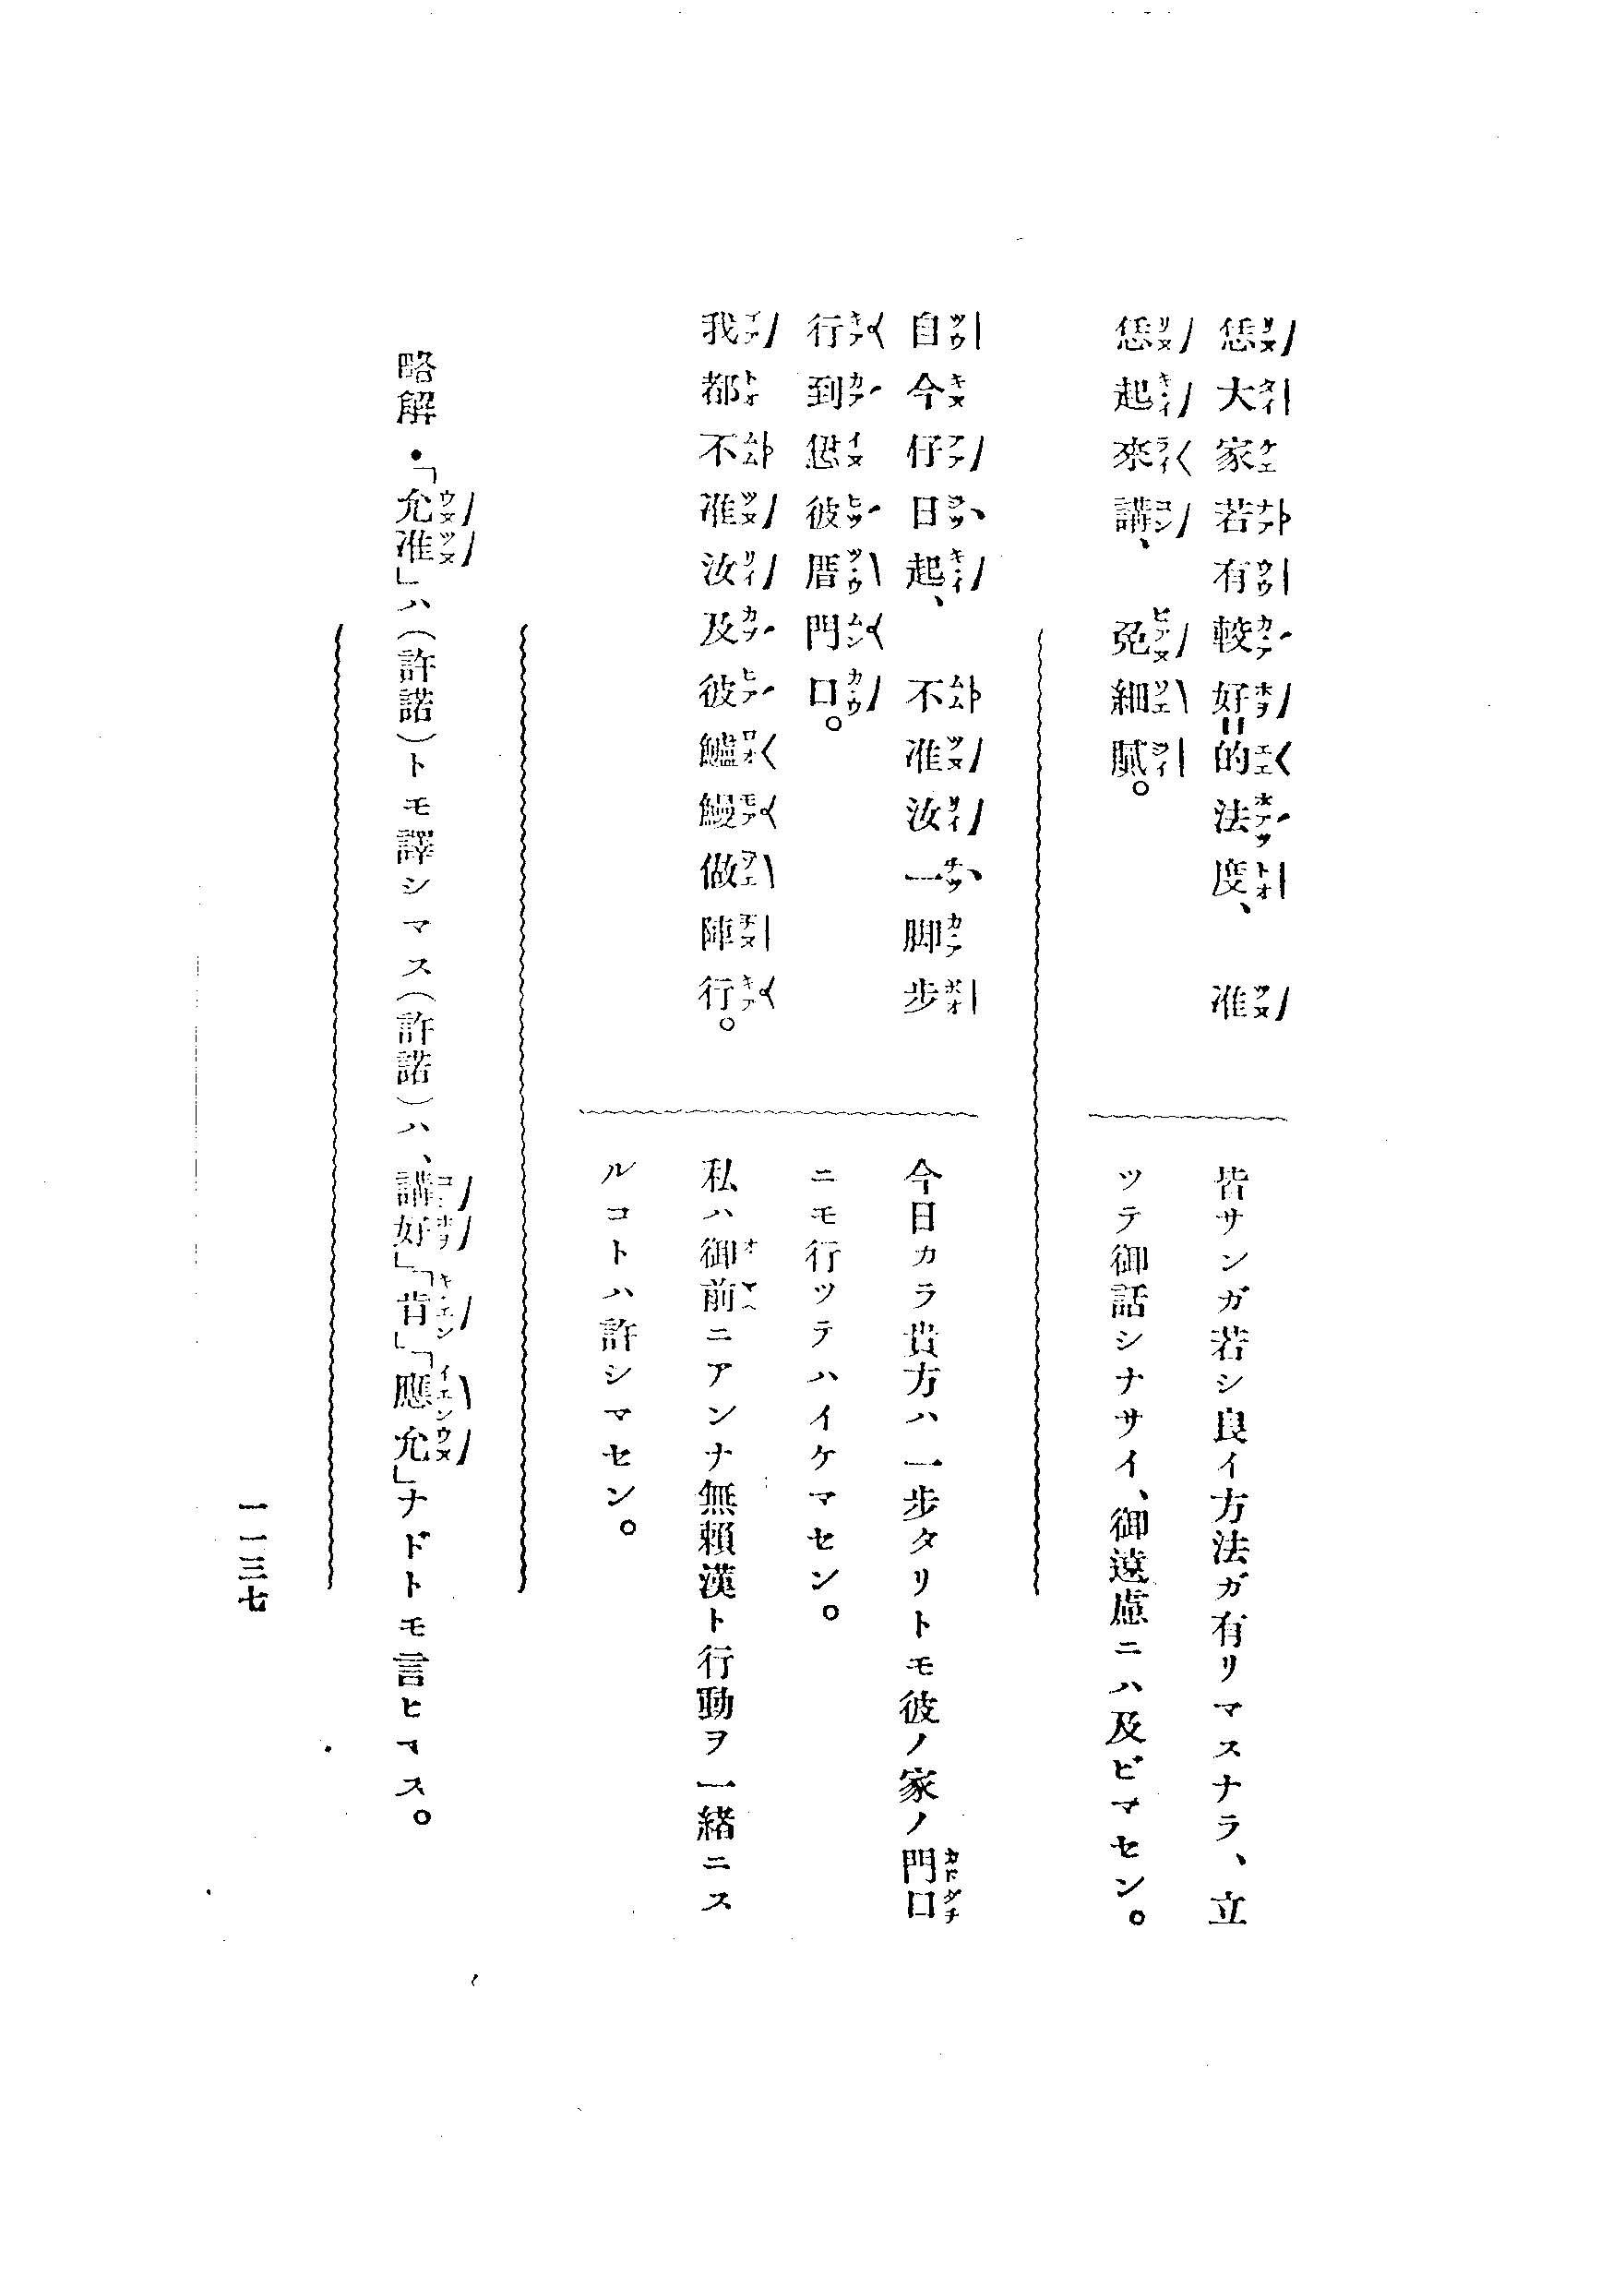 恁大家若有較好=的法度、准
恁起來講、免細膩。
皆サンガ若シ良イ方法ガ有リマスナラ、立
ツテ御話シナサイ、御遠慮ニハ及ビマセン。
自今仔日起、不准汝一脚步
行到𠍁彼厝門口。
今日カラ貴方ハ一步タリトモ彼ノ家ノ門口
ニモ行ツテハイケマセン。
我都不准汝及彼鱸鰻做陣行。
私ハ御前ニアンナ無賴漢ト行動ヲ一緒ニス
ルコトハ許シマセン。
略解・「允准」ハ(許諾)トモ譯シマス(許諾)ハ、講好」「肯」「應允」ナドトモ言ヒマス。
一一三七